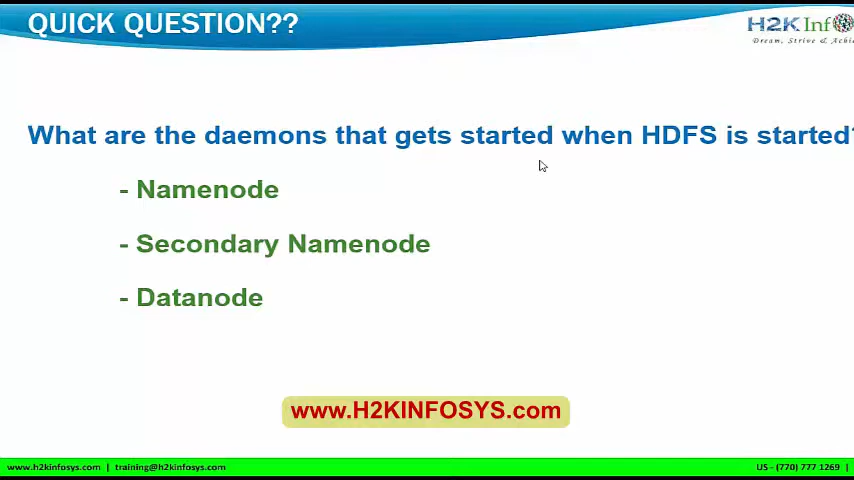 QUICK QUESTION??
H2K Inf
Dream, Strive & Achi
What are the daemons that gets started when HDFS is started?
- Namenode
- Secondary Namenode
- Datanode
www.H2KINFOSYS.com
www.h2kinfosys.com | training@h2kinfosys.com
US - (770) 777 1269 |